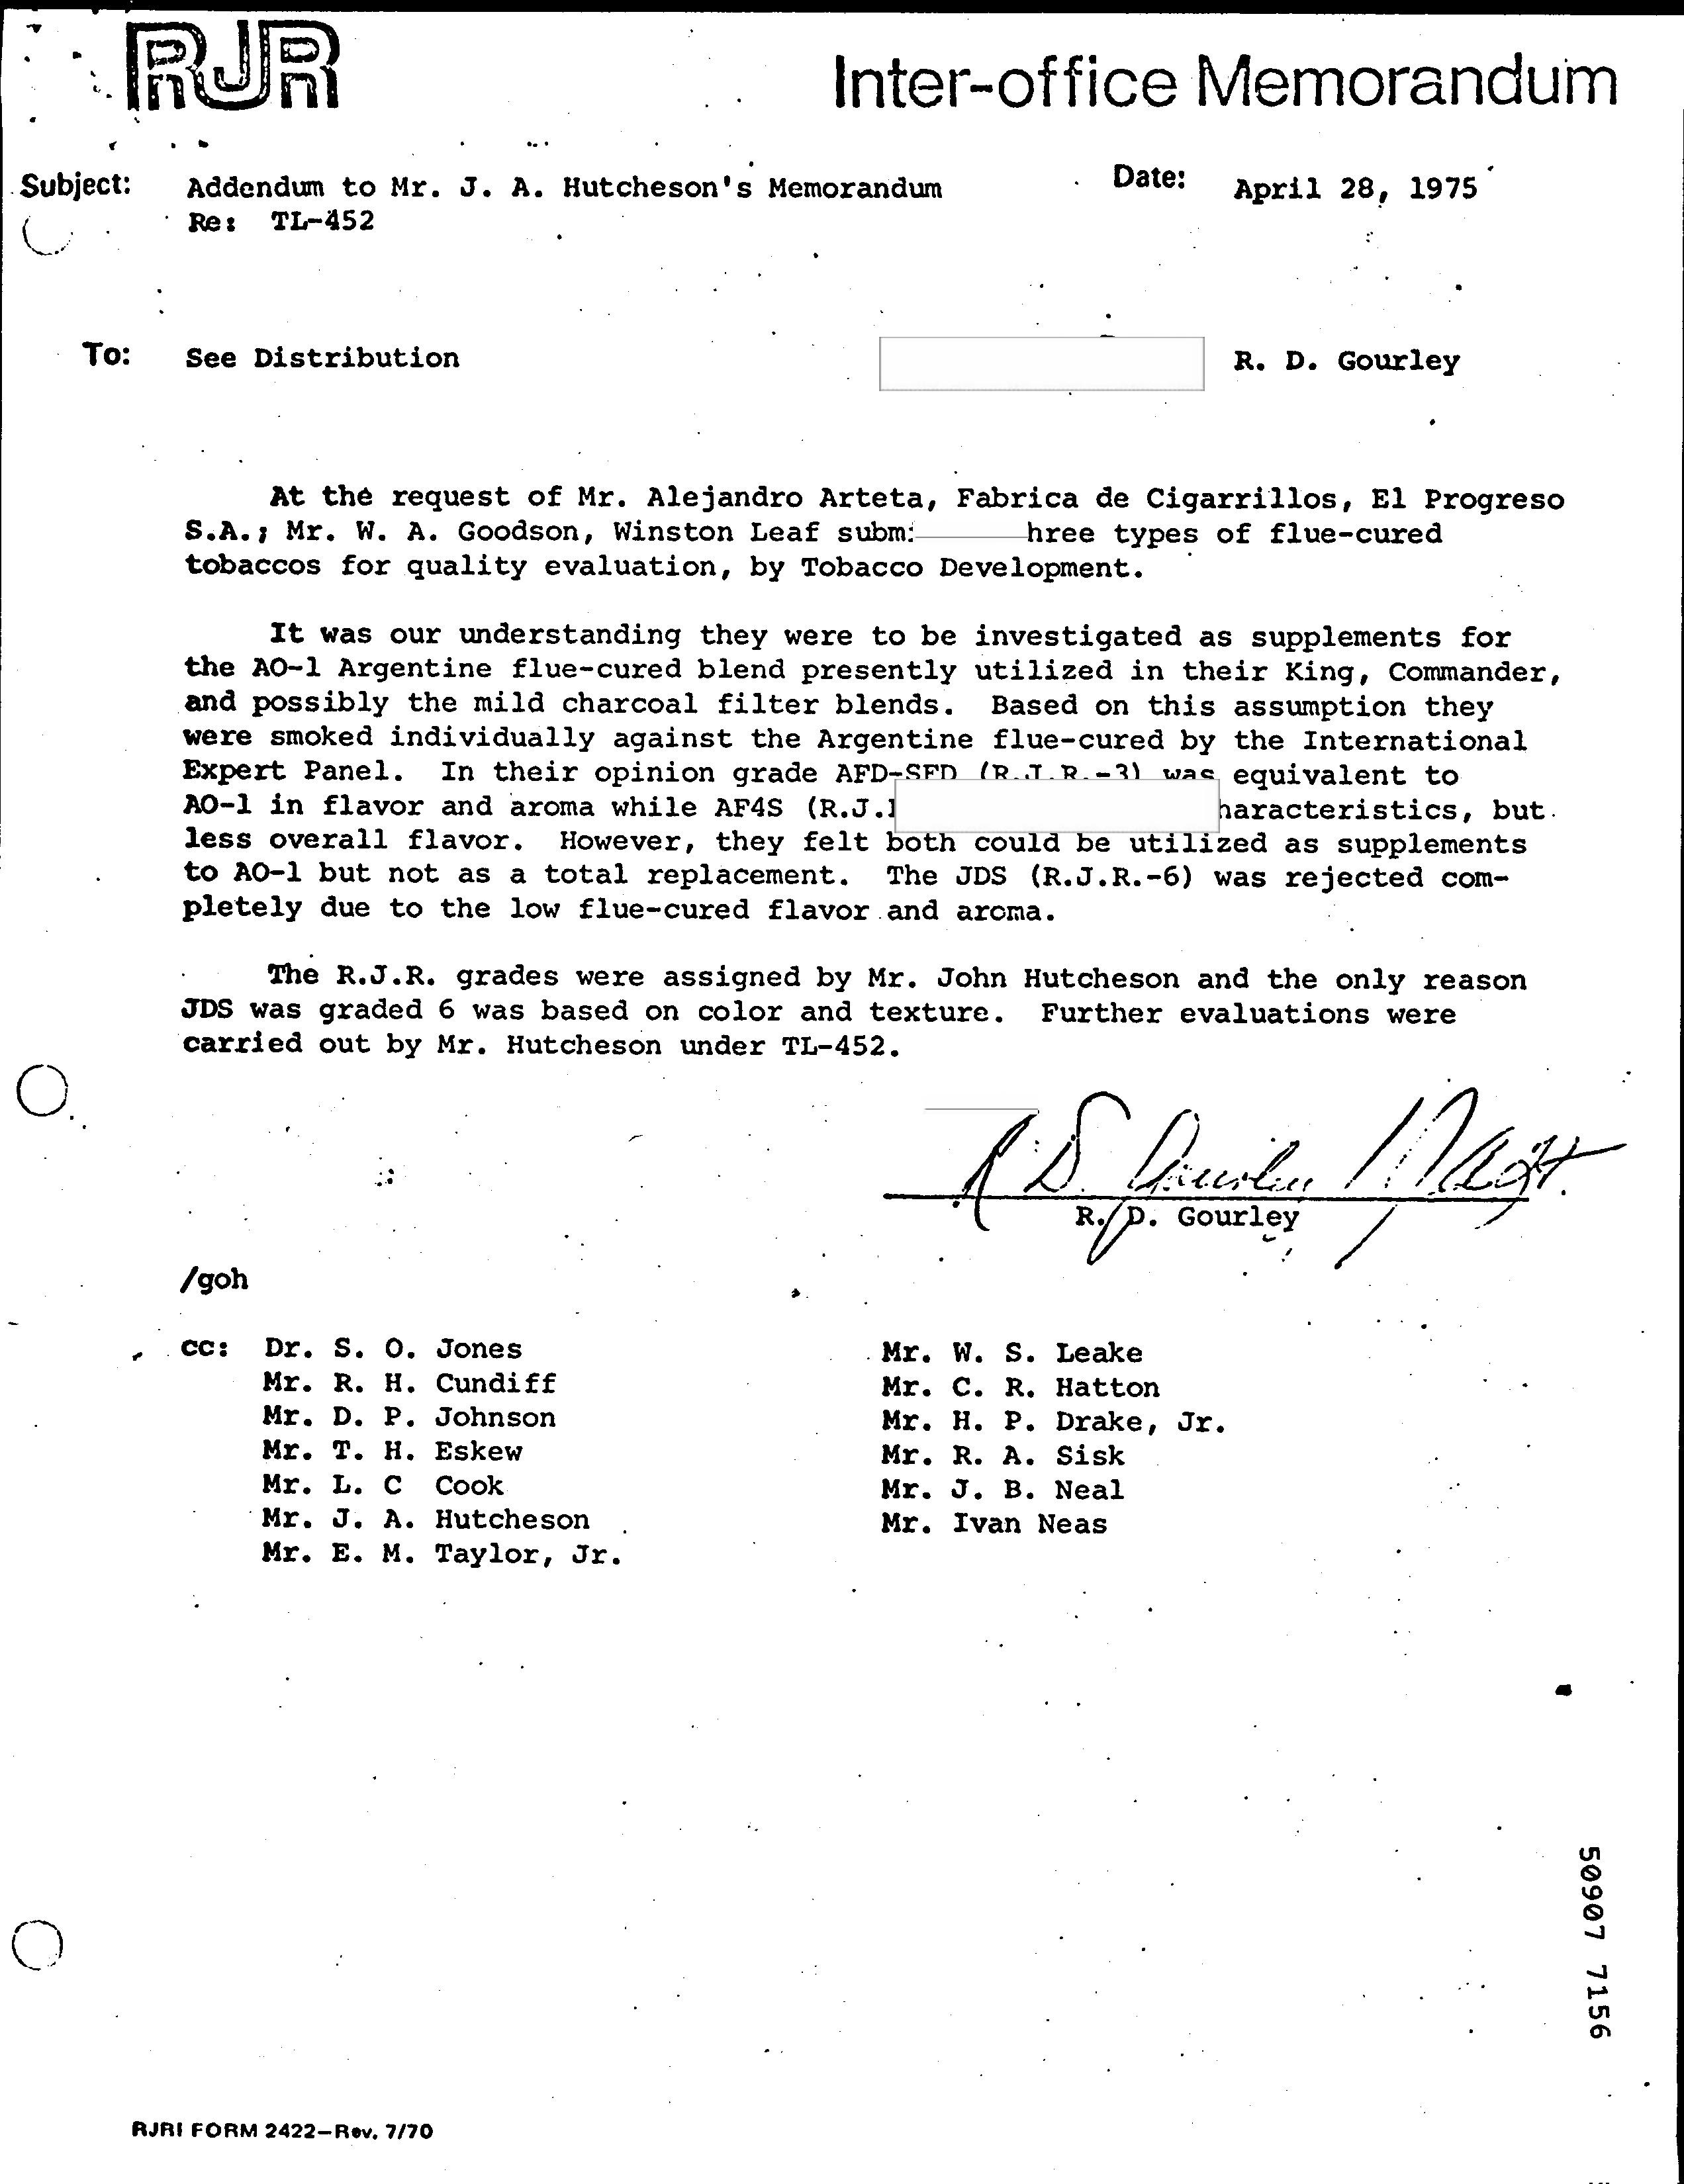 RJR
Inter-office Memorandum
Subject: Addendum to Mr. J. A. Hutcheson's Memorandum
Re: TL-452
Date: April 28, 1975
To: See Distribution
R. D. Gourley
At the request of Mr. Alejandro Arteta, Fabrica de Cigarrillos, El Progreso
S.A.; Mr. W. A. Goodson, Winston Leaf types of flue-cured
tobaccos for quality evaluation, by Tobacco Development.
It was our understanding they were to be investigated as supplements for
the AO-1 Argentine flue-cured blend presently utilized in their King, Commander,
and possibly the mild charcoal filter blends. Based on this assumption they
were smoked individually against the Argentine flue-cured by the International
Expert Panel. In their opinion grade AFD-SFD (R.J.R.-3) was equivalent to
AO-1 in flavor and aroma while AF4S but
less overall flavor. However, they felt both could be utilized as supplements
to AO-1 but not as a total replacement. The JDS (R.J.R.-6) was rejected com-
pletely due to the low flue-cured flavor and aroma.
The R.J.R. grades were assigned by Mr. John Hutcheson and the only reason
JDS was graded 6 was based on color and texture. Further evaluations were
carried out by Mr. Hutcheson under TL-452.
R. D. Gourley
/goh
cc: Dr. S. O. Jones
Mr. R. H. Cundiff
Mr. D. P. Johnson
Mr. T. H. Eskew
Mr. L. C Cook
Mr. J. A. Hutcheson
Mr. E. M. Taylor, Jr.
Mr. W. S. Leake
Mr. C. R. Hatton
Mr. H. P. Drake, Jr.
Mr. R. A. Sisk
Mr. J. B. Neal
Mr. Ivan Neas
50907 7156
RJRI FORM 2422-Rev. 7/70